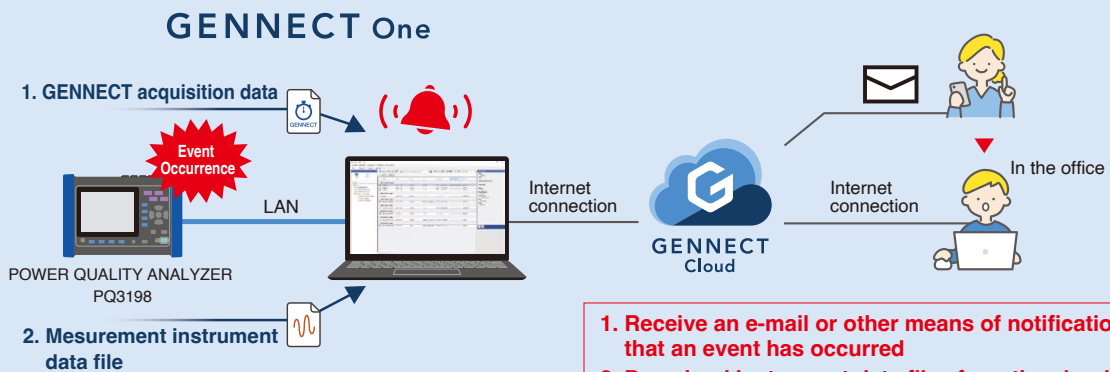 GENNECT One
1. GENNECT acquisition data
GENNECT
Event
Occurrence
LAN
POWER QUALITY ANALYZER
PQ3198
2. Mesurement instrument
data file
Internet
connection
G
GENNECT
Cloud
Internet
connection
In the office
1. Receive an e-mail or other means of notification
that an event has occurred